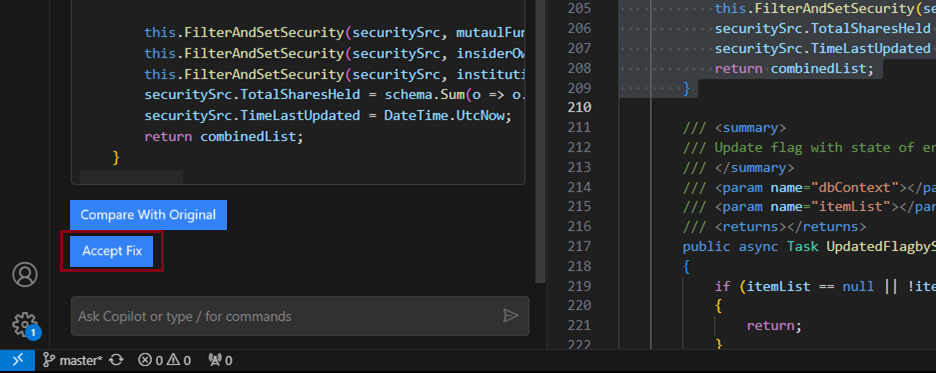 this.FilterAndSetSecurity(securitySrc, mutaulFun
this.FilterAndSetSecurity(securitySrc, insiderOw
this.FilterAndSetSecurity(securitySrc, instituti
securitySrc.TotalSharesHeld = schema.Sum(o => o.
securitySrc.TimeLastUpdated = DateTime.UtcNow;
return combinedList;
}
Compare With Original
Accept Fix
Ask Copilot or type / for commands
1
master*
0 0
0
205 this.FilterAndSetSecurity(se
206 securitySrc.TotalSharesHeld
207 securitySrc.TimeLastUpdated
208 return combinedList;
209 }
210
211 /// <summary>
212 /// Update flag with state of en
213 /// </summary>
214 /// <param name="dbContext"></pa
215 /// <param name="itemList"></par
216 /// <returns></returns>
217 public async Task UpdatedFlagbyS
218 {
219 if (itemList == null || !ite
220 {
221 return;
222 }